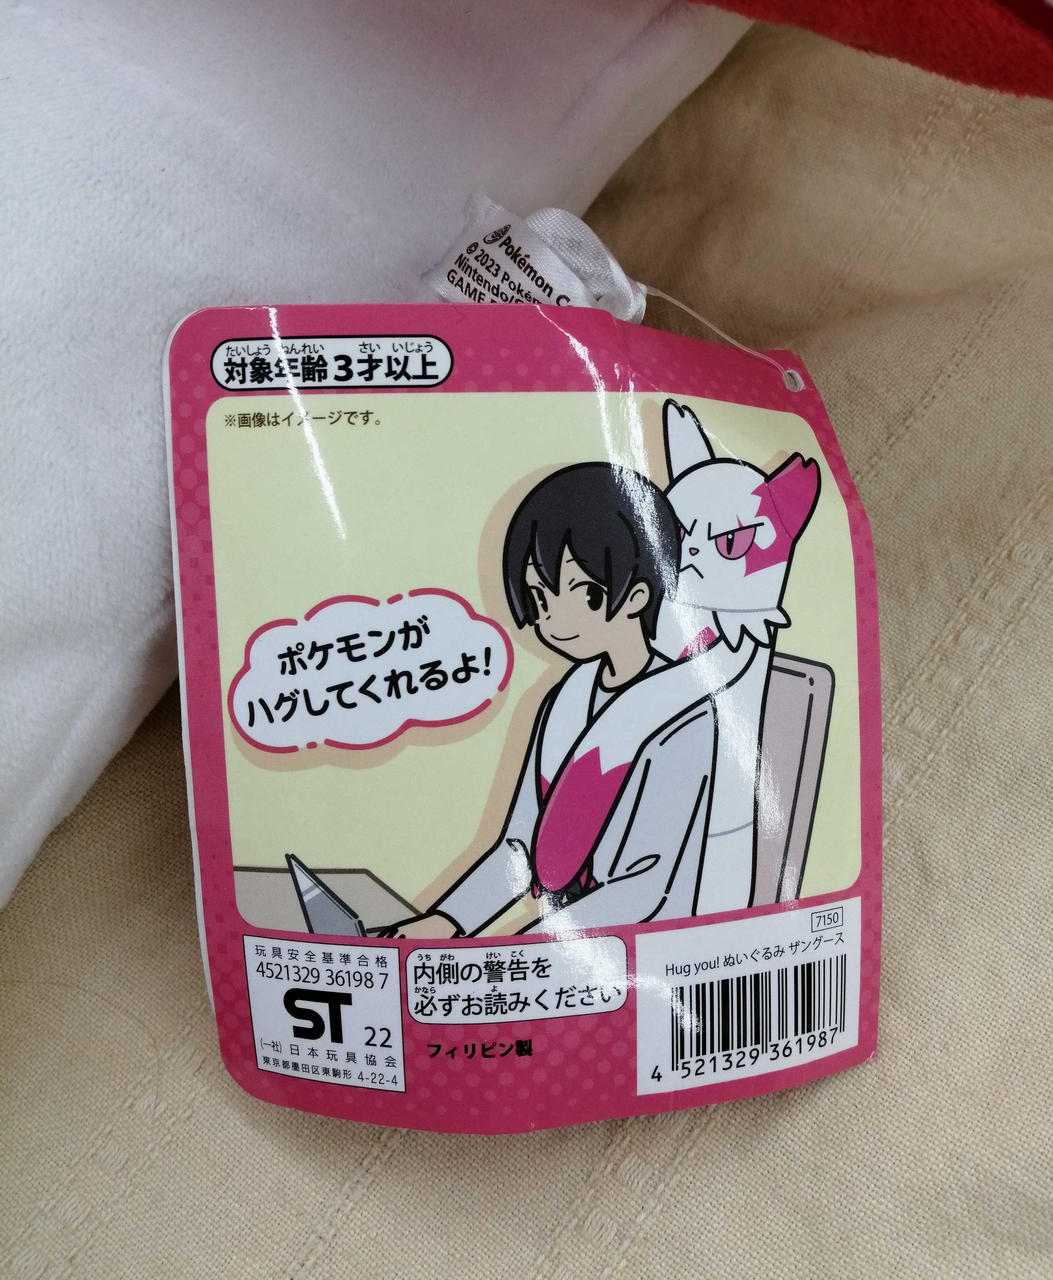 Pokémon
© 2023 Pokém
Nintendo/
GAME
たいしょう ねんれい さい いじょう
対象年齢3才以上
※画像はイメージです。
ポケモンが
ハグしてくれるよ!
玩具安全基準合格
4521329 36198 7
ST 22
(一社) 日本玩具協会
東京都墨田区東駒形 4-22-4
うち がわ けい こく
内側の警告を
かなら よ
必ずお読みください
フィリピン製
7150
Hug you! ぬいぐるみ ザングース
4 521329 361987